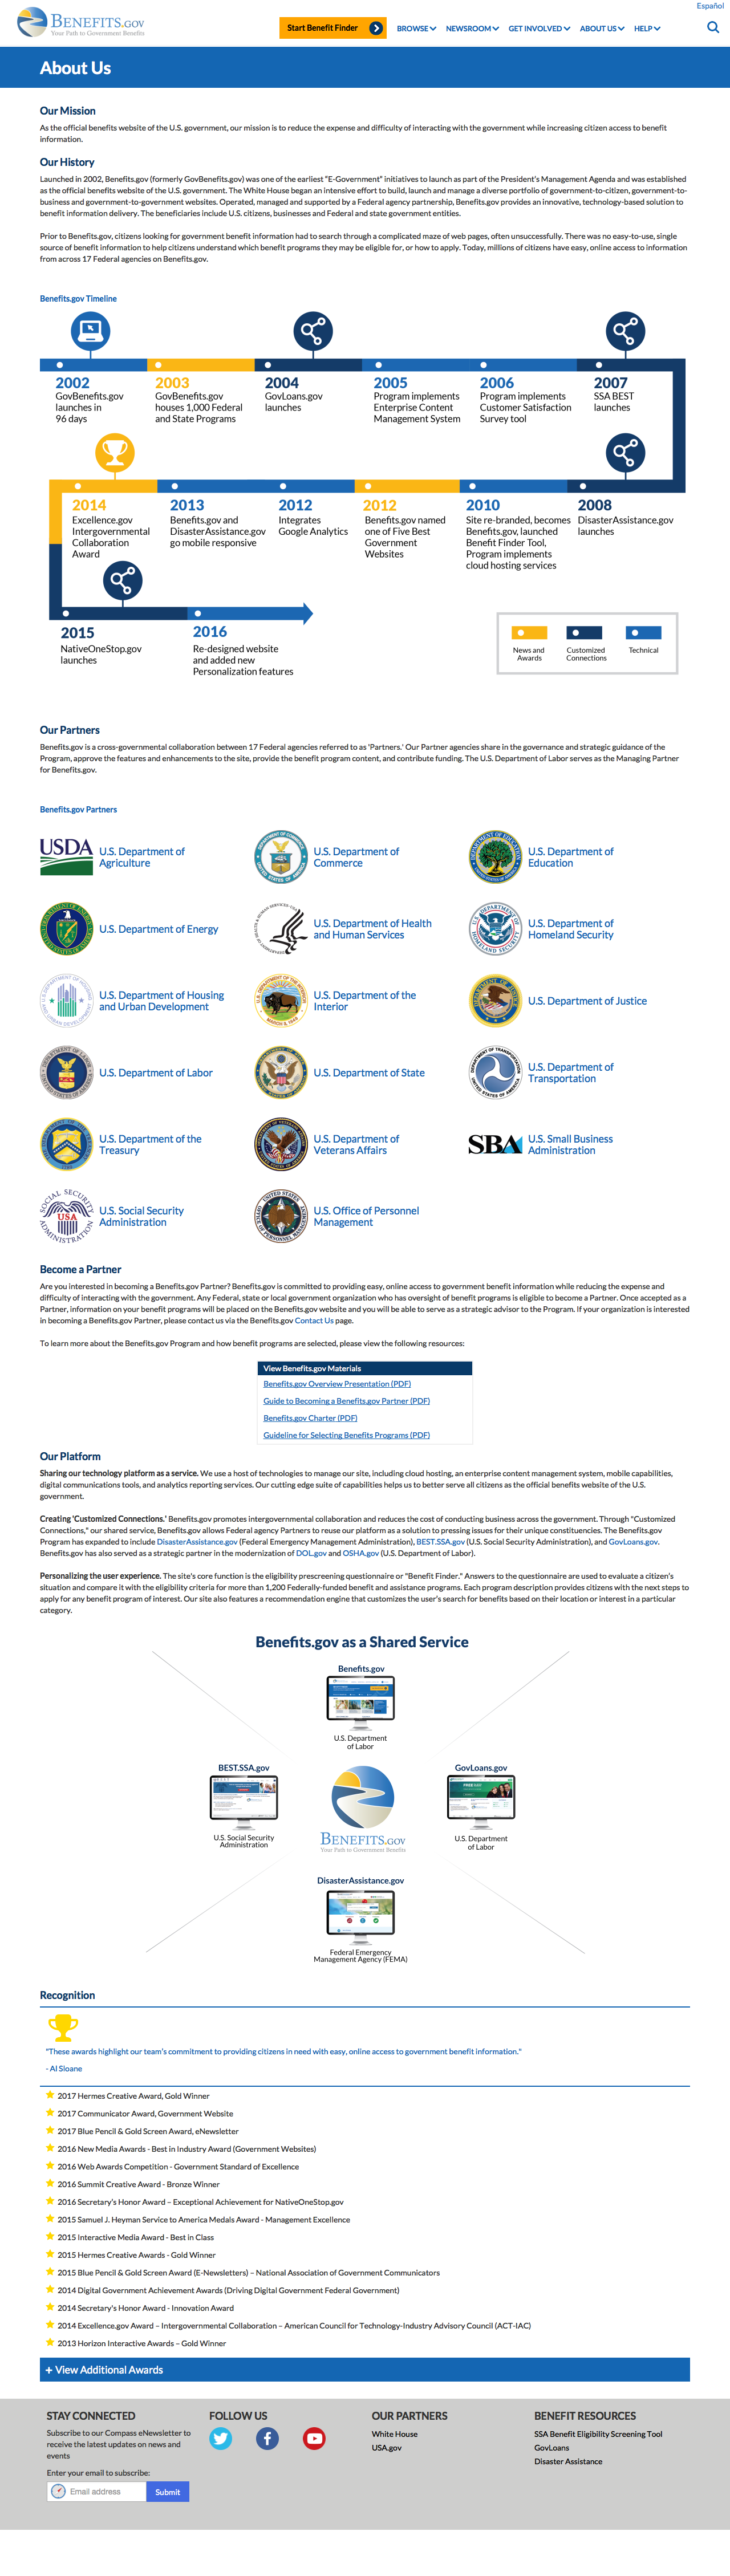 Español
BENEFITS.GOV
Your Path to Government Benefits
Start Benefit Finder
BROWSE
NEWSROOM
GET INVOLVED
ABOUT US
HELP
About Us
Our Mission
As the official benefits website of the U.S. government, our mission is to reduce the expense and difficulty of interacting with the government while increasing citizen access to benefit
information.
Our History
Launched in 2002, Benefits.gov (formerly GovBenefits.gov) was one of the earliest "E-Government" initiatives to launch as part of the President's Management Agenda and was established
as the official benefits website of the U.S. government. The White House began an intensive effort to build, launch and manage a diverse portfolio of government-to-citizen, government-to-
business and government-to-government websites. Operated, managed and supported by a Federal agency partnership, Benefits.gov provides an innovative, technology-based solution to
benefit information delivery. The beneficiaries include U.S. citizens, businesses and Federal and state government entities.
Prior to Benefits.gov, citizens looking for government benefit information had to search through a complicated maze of web pages, often unsuccessfully. There was no easy-to-use, single
source of benefit information to help citizens understand which benefit programs they may be eligible for, or how to apply. Today, millions of citizens have easy, online access to information
from across 17 Federal agencies on Benefits.gov.
Benefits.gov Timeline
2002
GovBenefits.gov
launches in
96 days
2003
GovBenefits.gov
houses 1,000 Federal
and State Programs
2004
GovLoans.gov
launches
2005
Program implements
Enterprise Content
Management System
2006
Program implements
Customer Satisfaction
Survey tool
2007
SSA BEST
launches
2014
Excellence.gov
Intergovernmental
Collaboration
Award
2013
Benefits.gov and
DisasterAssistance.gov
go mobile responsive
2012
Integrates
Google Analytics
2012
Benefits.gov named
one of Five Best
Government
Websites
2010
Site re-branded, becomes
Benefits.gov, launched
Benefit Finder Tool,
Program implements
cloud hosting services
2008
DisasterAssistance.gov
launches
2015
NativeOneStop.gov
launches
2016
Re-designed website
and added new
Personalization features
News and
Awards
Customized
Connections
Technical
Our Partners
Benefits.gov is a cross-governmental collaboration between 17 Federal agencies referred to as 'Partners.' Our Partner agencies share in the governance and strategic guidance of the
Program, approve the features and enhancements to the site, provide the benefit program content, and contribute funding. The U.S. Department of Labor serves as the Managing Partner
for Benefits.gov.
Benefits.gov Partners
USDA
U.S. Department of
Agriculture
U.S. Department of
Commerce
U.S. Department of
Education
U.S. Department of Energy
U.S. Department of Health
and Human Services
U.S. Department of
Homeland Security
U.S. Department of Housing
and Urban Development
U.S. Department of the
Interior
U.S. Department of Justice
U.S. Department of Labor
U.S. Department of State
U.S. Department of
Transportation
U.S. Department of the
Treasury
U.S. Department of
Veterans Affairs
SBA
U.S. Small Business
Administration
SOCIAL SECURITY
USA
ADMINISTRATION
U.S. Social Security
Administration
U.S. Office of Personnel
Management
Become a Partner
Are you interested in becoming a Benefits.gov Partner? Benefits.gov is committed to providing easy, online access to government benefit information while reducing the expense and
difficulty of interacting with the government. Any Federal, state or local government organization who has oversight of benefit programs is eligible to become a Partner. Once accepted as a
Partner, information on your benefit programs will be placed on the Benefits.gov website and you will be able to serve as a strategic advisor to the Program. If your organization is interested
in becoming a Benefits.gov Partner, please contact us via the Benefits.gov Contact Us page.
To learn more about the Benefits.gov Program and how benefit programs are selected, please view the following resources:
View Benefits.gov Materials
Benefits.gov Overview Presentation (PDF)
Guide to Becoming a Benefits.gov Partner (PDF)
Benefits.gov Charter (PDF)
Guideline for Selecting Benefits Programs (PDF)
Our Platform
Sharing our technology platform as a service. We use a host of technologies to manage our site, including cloud hosting, an enterprise content management system, mobile capabilities,
digital communications tools, and analytics reporting services. Our cutting edge suite of capabilities helps us to better serve all citizens as the official benefits website of the U.S.
government.
Creating 'Customized Connections.' Benefits.gov promotes intergovernmental collaboration and reduces the cost of conducting business across the government. Through "Customized
Connections," our shared service, Benefits.gov allows Federal agency Partners to reuse our platform as a solution to pressing issues for their unique constituencies. The Benefits.gov
Program has expanded to include DisasterAssistance.gov (Federal Emergency Management Administration), BEST.SSA.gov (U.S. Social Security Administration), and GovLoans.gov.
Benefits.gov has also served as a strategic partner in the modernization of DOL.gov and OSHA.gov (U.S. Department of Labor).
Personalizing the user experience. The site's core function is the eligibility prescreening questionnaire or "Benefit Finder." Answers to the questionnaire are used to evaluate a citizen's
situation and compare it with the eligibility criteria for more than 1,200 Federally-funded benefit and assistance programs. Each program description provides citizens with the next steps to
apply for any benefit program of interest. Our site also features a recommendation engine that customizes the user's search for benefits based on their location or interest in a particular
category.
Benefits.gov as a Shared Service
Benefits.gov
U.S. Department
of Labor
BEST.SSA.gov
U.S. Social Security
Administration
BENEFITS.GOV
Your Path to Government Benefits
GovLoans.gov
U.S. Department
of Labor
DisasterAssistance.gov
Federal Emergency
Management Agency (FEMA)
Recognition
"These awards highlight our team's commitment to providing citizens in need with easy, online access to government benefit information."
- Al Sloane
2017 Hermes Creative Award, Gold Winner
2017 Communicator Award, Government Website
2017 Blue Pencil & Gold Screen Award, eNewsletter
2016 New Media Awards - Best in Industry Award (Government Websites)
2016 Web Awards Competition - Government Standard of Excellence
2016 Summit Creative Award - Bronze Winner
2016 Secretary's Honor Award – Exceptional Achievement for NativeOneStop.gov
2015 Samuel J. Heyman Service to America Medals Award - Management Excellence
2015 Interactive Media Award - Best in Class
2015 Hermes Creative Awards - Gold Winner
2015 Blue Pencil & Gold Screen Award (E-Newsletters) – National Association of Government Communicators
2014 Digital Government Achievement Awards (Driving Digital Government Federal Government)
2014 Secretary's Honor Award - Innovation Award
2014 Excellence.gov Award – Intergovernmental Collaboration – American Council for Technology-Industry Advisory Council (ACT-IAC)
2013 Horizon Interactive Awards – Gold Winner
+ View Additional Awards
STAY CONNECTED
Subscribe to our Compass eNewsletter to
receive the latest updates on news and
events
Enter your email to subscribe:
Email address
Submit
FOLLOW US
OUR PARTNERS
White House
USA.gov
BENEFIT RESOURCES
SSA Benefit Eligibility Screening Tool
GovLoans
Disaster Assistance